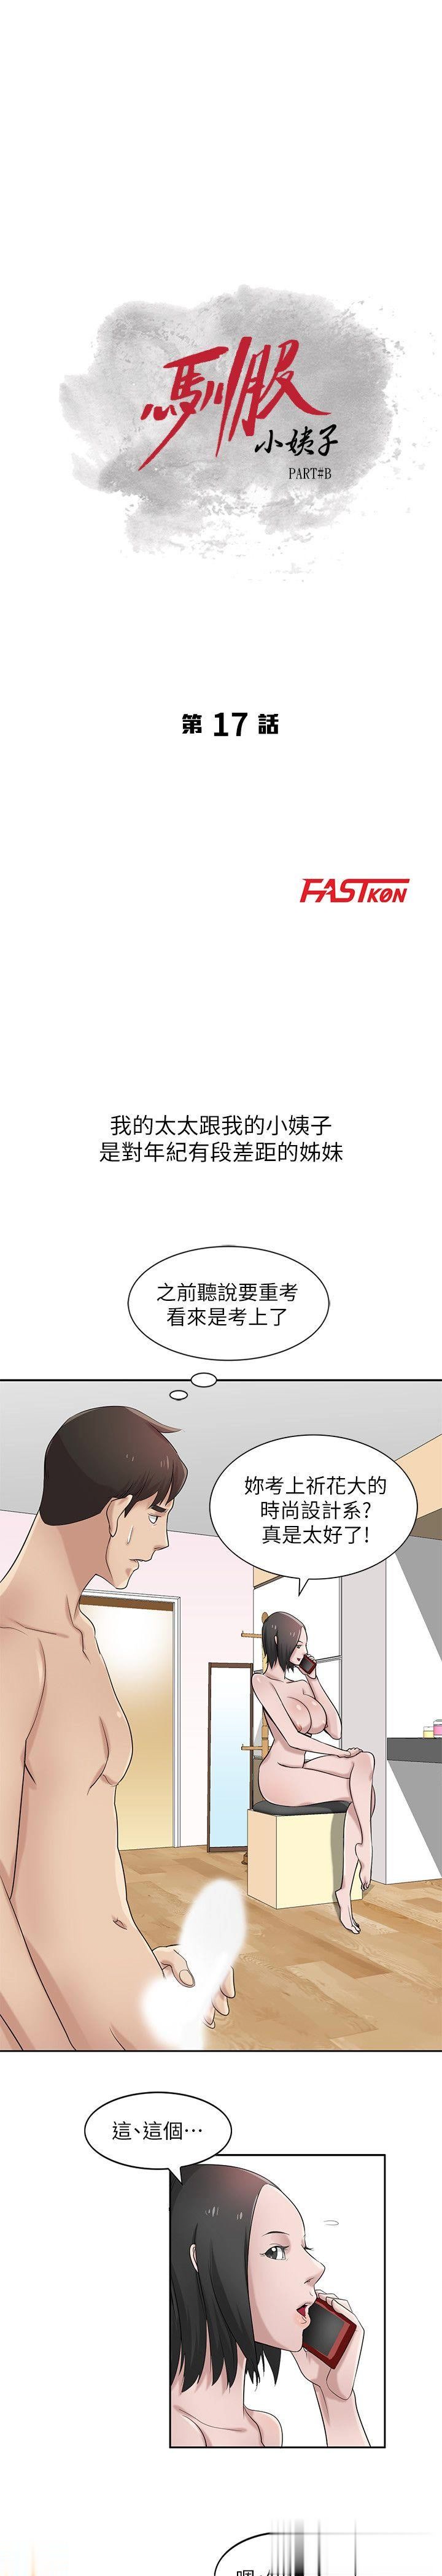 馴服
小姨子
PART#B
第17話
FASTKON
我的太太跟我的小姨子
是對年紀有段差距的姊妹
之前聽說要重考
看來是考上了
妳考上祈花大的
時尚設計系?
真是太好了!
這、這個⋯